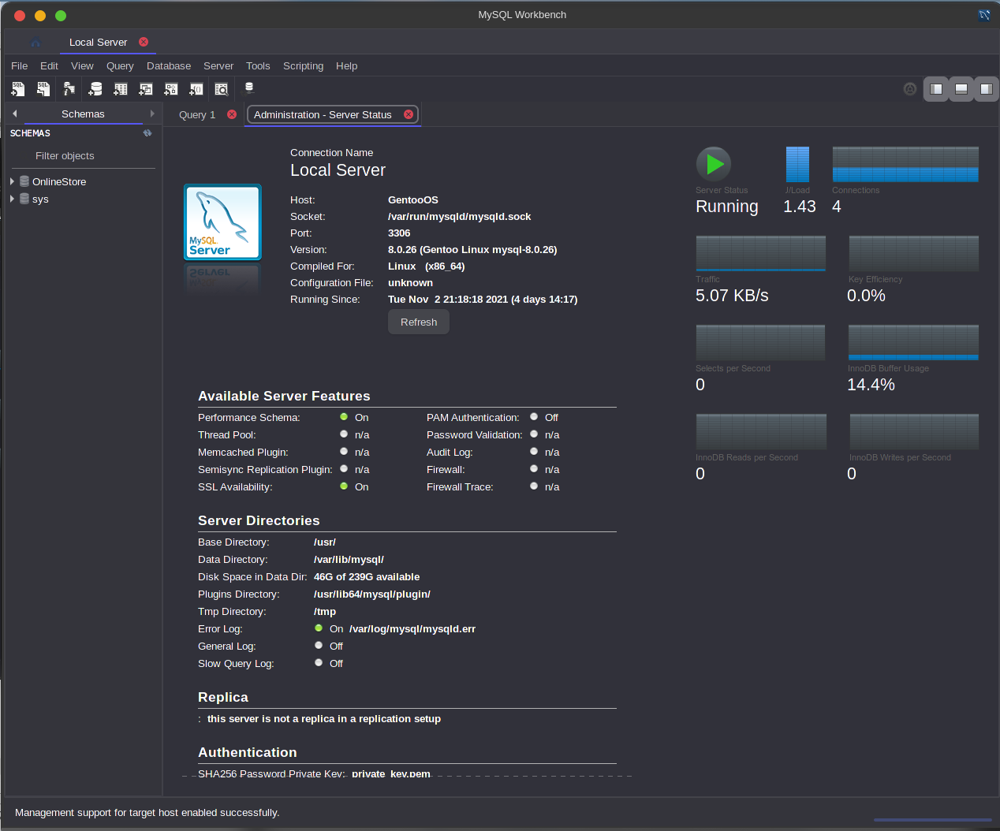 MySQL Workbench
Local Server
File Edit View Query Database Server Tools Scripting Help
Schemas
Query 1
Administration - Server Status
SCHEMAS
Filter objects
OnlineStore
sys
MySQL
Server
Connection Name
Local Server
Host: GentooOS
Socket: /var/run/mysqld/mysqld.sock
Port: 3306
Version: 8.0.26 (Gentoo Linux mysql-8.0.26)
Compiled For: Linux (x86_64)
Configuration File: unknown
Running Since: Tue Nov 2 21:18:18 2021 (4 days 14:17)
Refresh
Available Server Features
Performance Schema: On PAM Authentication: Off
Thread Pool: n/a Password Validation: n/a
Memcached Plugin: n/a Audit Log: n/a
Semisync Replication Plugin: n/a Firewall: n/a
SSL Availability: On Firewall Trace: n/a
Server Directories
Base Directory: /usr/
Data Directory: /var/lib/mysql/
Disk Space in Data Dir: 46G of 239G available
Plugins Directory: /usr/lib64/mysql/plugin/
Tmp Directory: /tmp
Error Log: On /var/log/mysql/mysqld.err
General Log: Off
Slow Query Log: Off
Replica
: this server is not a replica in a replication setup
Authentication
SHA256 Password Private Key: private_key.pem
Server Status /Load Connections
Running 1.43 4
Traffic Key Efficiency
5.07 KB/s 0.0%
Selects per Second InnoDB Buffer Usage
0 14.4%
InnoDB Reads per Second InnoDB Writes per Second
0 0
Management support for target host enabled successfully.